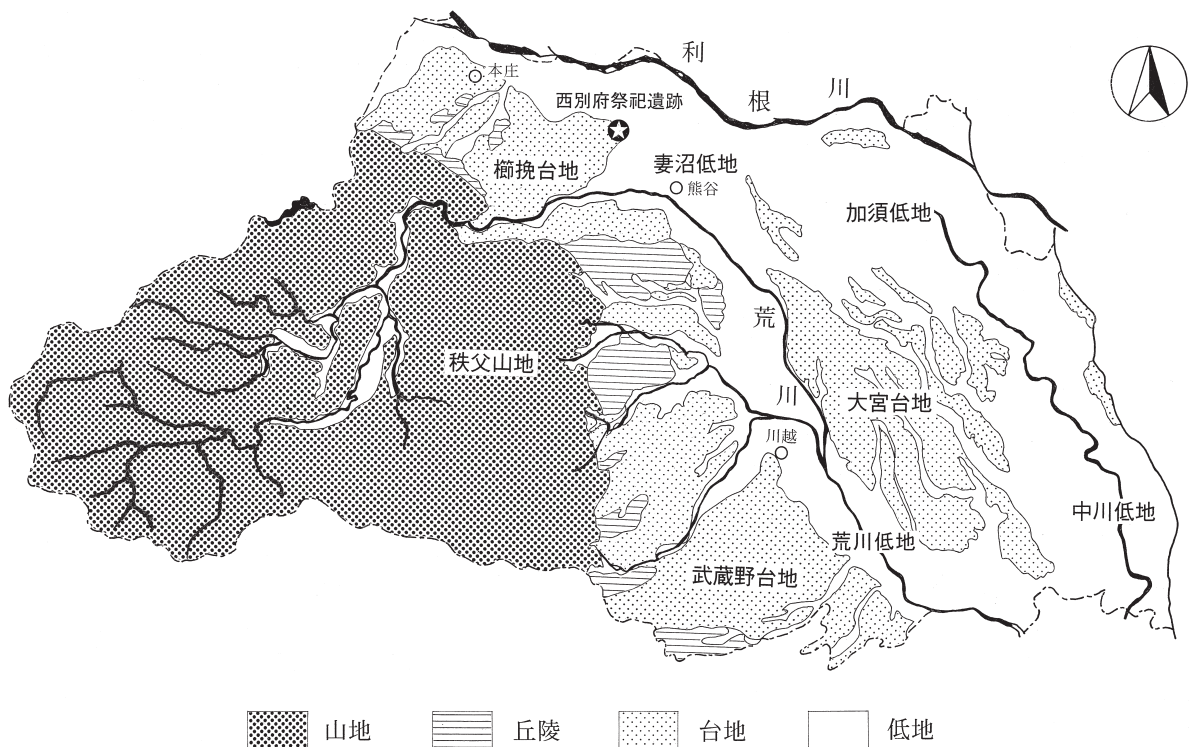 利根川
本庄
西別府祭祀遺跡
櫛挽台地
妻沼低地
熊谷
加須低地
荒川
秩父山地
大宮台地
川越
中川低地
荒川低地
武蔵野台地
山地
丘陵
台地
低地